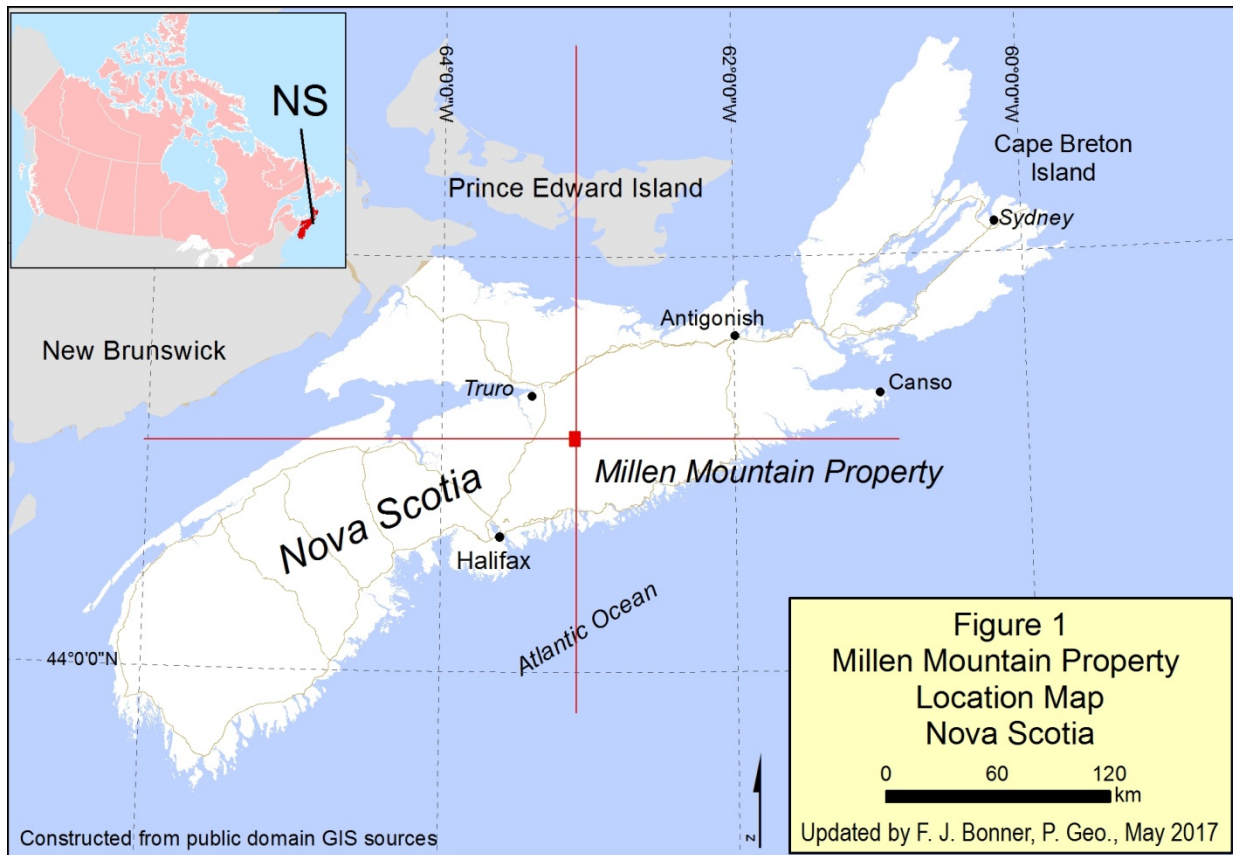 NS
64°0'0"W
62°0'0"W
60°0'0"W
Cape Breton
Island
Prince Edward Island
Sydney
Antigonish
New Brunswick
Truro
Canso
Millen Mountain Property
Nova Scotia
Halifax
Atlantic Ocean
44°0'0"N
Figure 1
Millen Mountain Property
Location Map
Nova Scotia
0 60 120
km
z
Constructed from public domain GIS sources
Updated by F. J. Bonner, P. Geo., May 2017